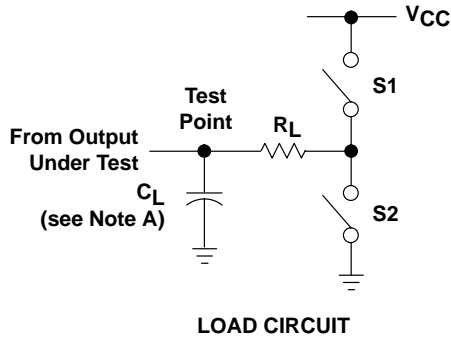 VCC
S1
Test
Point
RL
From Output
Under Test
CL
(see Note A)
S2
LOAD CIRCUIT